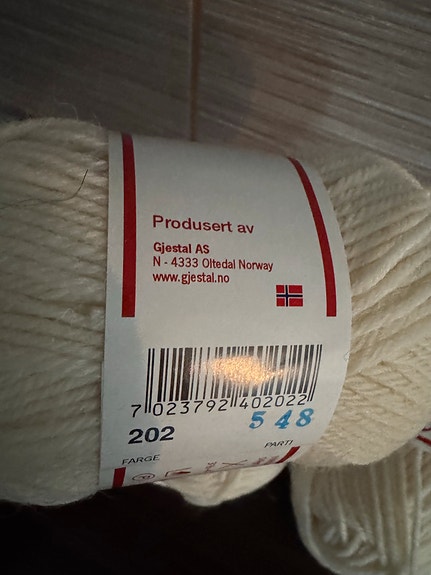 Produsert av
Gjestal AS
N - 4333 Oltedal Norway
www.gjestal.no
7 023792 402022
548
202
PARTI
FARGE